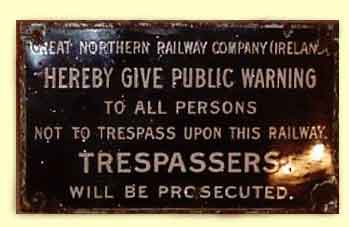 GREAT NORTHERN RAILWAY COMPANY (IRELAND)
HEREBY GIVE PUBLIC WARNING
TO ALL PERSONS
NOT TO TRESPASS UPON THIS RAILWAY.
TRESPASSERS
WILL BE PROSECUTED.